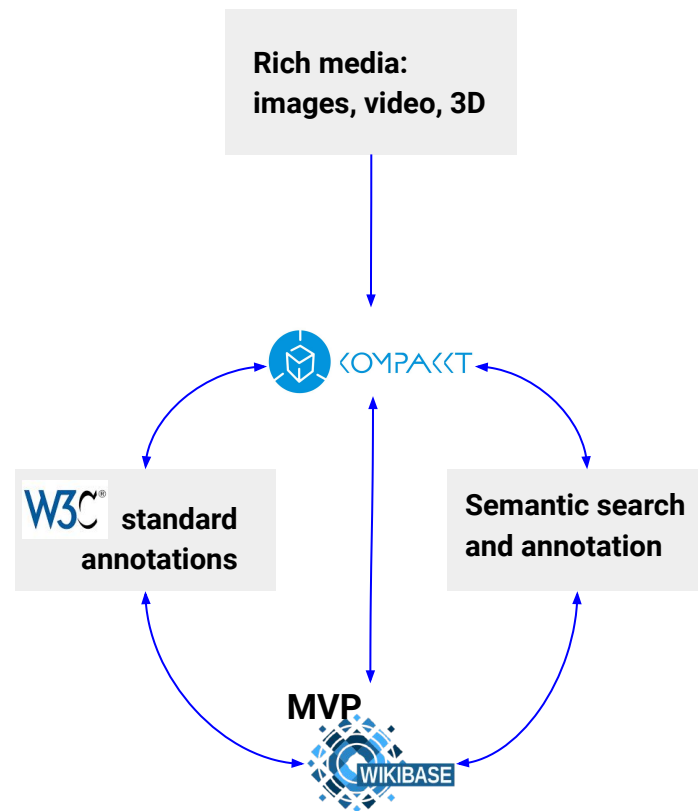 Rich media:
images, video, 3D
KOMPAKKT
W3C® standard
annotations
Semantic search
and annotation
MVP
WIKIBASE